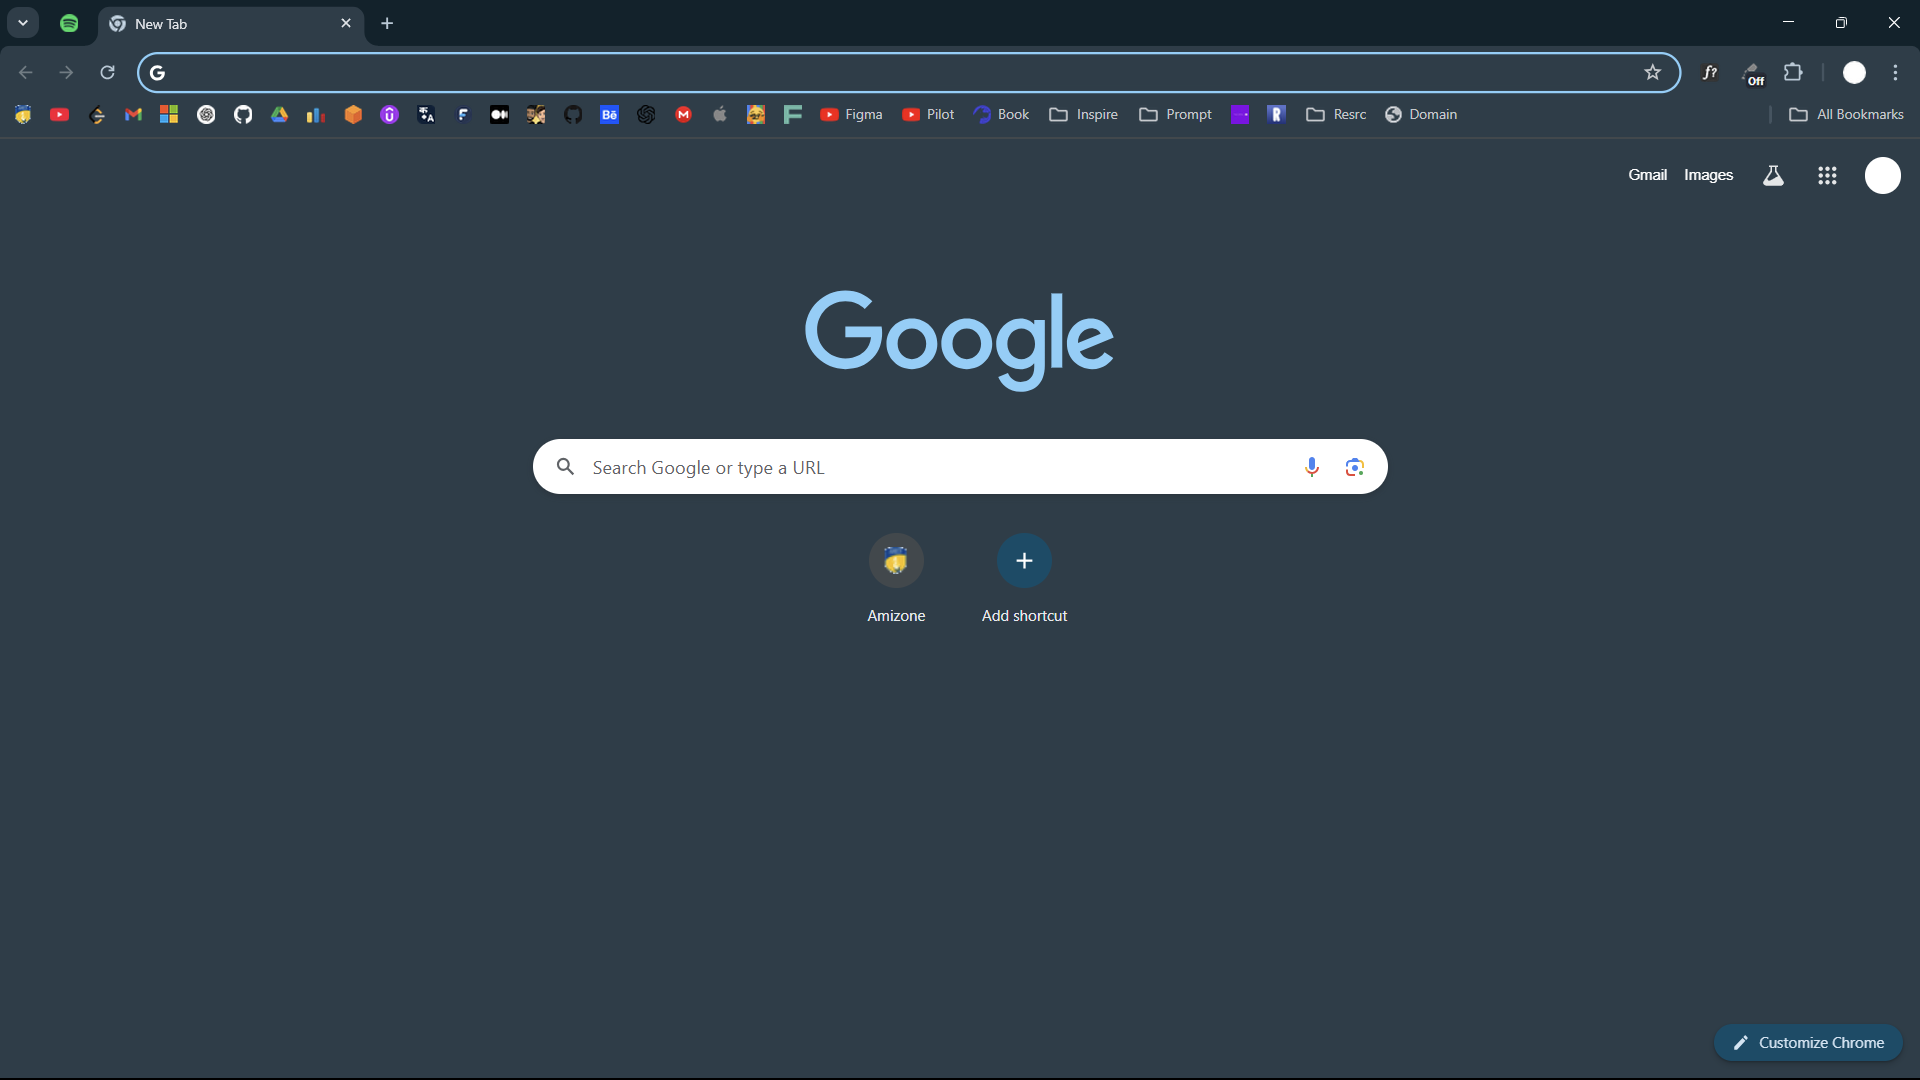 New Tab
G
f?
Off
Bē
M
F
Figma
Pilot
Book
Inspire
Prompt
R
Resrc
Domain
All Bookmarks
Gmail Images
Google
Search Google or type a URL
Amizone
Add shortcut
Customize Chrome